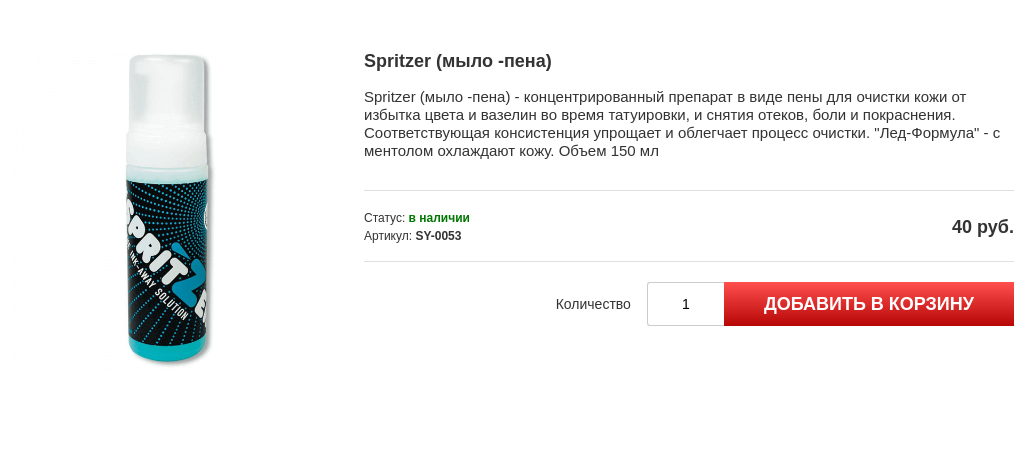 Spritzer (мыло -пена)
Spritzer (мыло -пена) - концентрированный препарат в виде пены для очистки кожи от
избытка цвета и вазелин во время татуировки, и снятия отеков, боли и покраснения.
Соответствующая консистенция упрощает и облегчает процесс очистки. "Лед-Формула" - с
ментолом охлаждают кожу. Объем 150 мл
Статус: в наличии
Артикул: SY-0053
40 руб.
Количество 1 ДОБАВИТЬ В КОРЗИНУ
SPRITZE
INK-AWAY SOLUTION